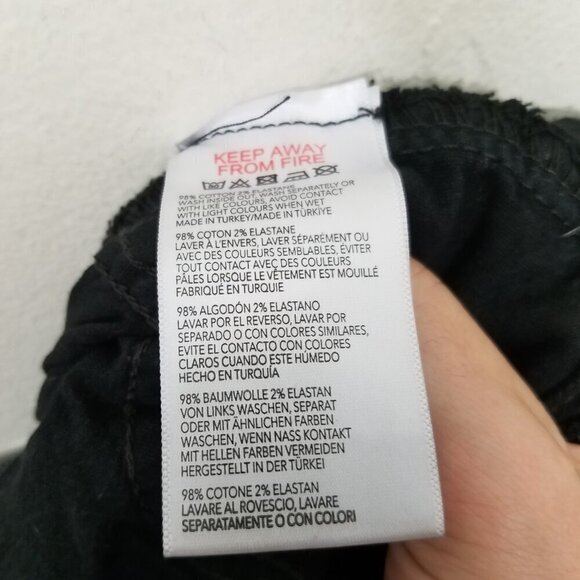 KEEP AWAY
FROM FIRE
98% COTTON 2% ELASTANE
WASH INSIDE OUT, WASH SEPARATELY OR
WITH LIKE COLOURS, AVOID CONTACT
WITH LIGHT COLOURS WHEN WET
MADE IN TURKEY/MADE IN TÜRKIYE
98% COTON 2% ELASTANE
LAVER À L'ENVERS, LAVER SÉPARÉMENT OU
AVEC DES COULEURS SEMBLABLES, ÉVITER
TOUT CONTACT AVEC DES COULEURS
PÂLES LORSQUE LE VÊTEMENT EST MOUILLÉ
FABRIQUÉ EN TURQUIE
98% ALGODÓN 2% ELASTANO
LAVAR POR EL REVERSO, LAVAR POR
SEPARADO O CON COLORES SIMILARES,
EVITE EL CONTACTO CON COLORES
CLAROS CUANDO ESTE HÚMEDO
HECHO EN TURQUÍA
98% BAUMWOLLE 2% ELASTAN
VON LINKS WASCHEN, SEPARAT
ODER MIT ÄHNLICHEN FARBEN
WASCHEN, WENN NASS KONTAKT
MIT HELLEN FARBEN VERMEIDEN
HERGESTELLT IN DER TÜRKEI
98% COTONE 2% ELASTAN
LAVARE AL ROVESCIO, LAVARE
SEPARATAMENTE O CON COLORI